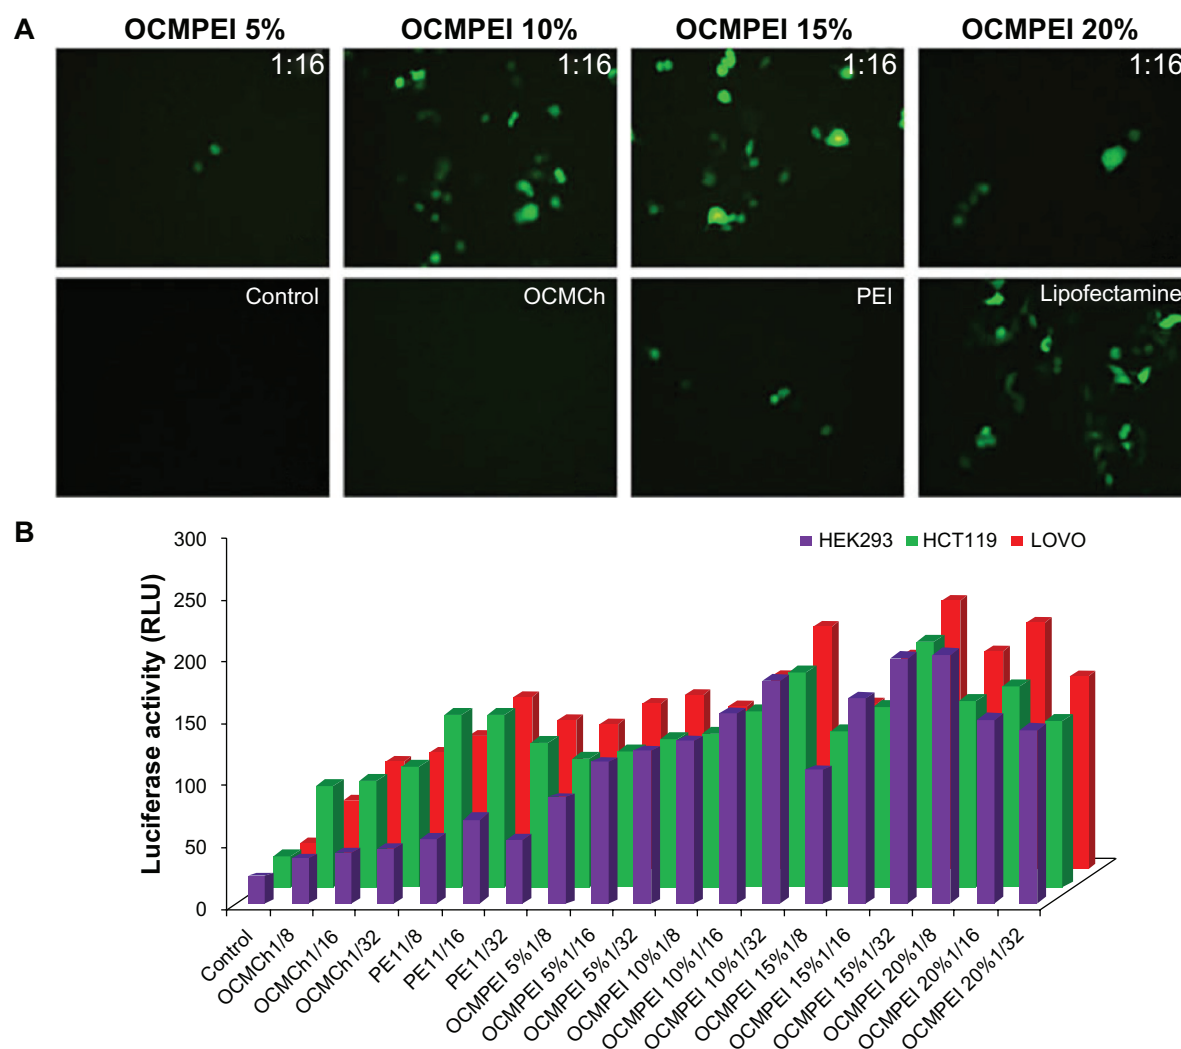 A
OCMPEI 5%
OCMPEI 10%
OCMPEI 15%
OCMPEI 20%
1:16
1:16
1:16
1:16
Control
OCMCh
PEI
Lipofectamine
B
HEK293
HCT119
LOVO
Luciferase activity (RLU)
300
250
200
150
100
50
0
Control
OCMCh1/8
OCMCh1/16
OCMCh1/32
PE11/8
PE11/16
PE11/32
OCMPEI 5%1/8
OCMPEI 5%1/16
OCMPEI 5%1/32
OCMPEI 10%1/8
OCMPEI 10%1/16
OCMPEI 10%1/32
OCMPEI 15%1/8
OCMPEI 15%1/16
OCMPEI 15%1/32
OCMPEI 20%1/8
OCMPEI 20%1/16
OCMPEI 20%1/32